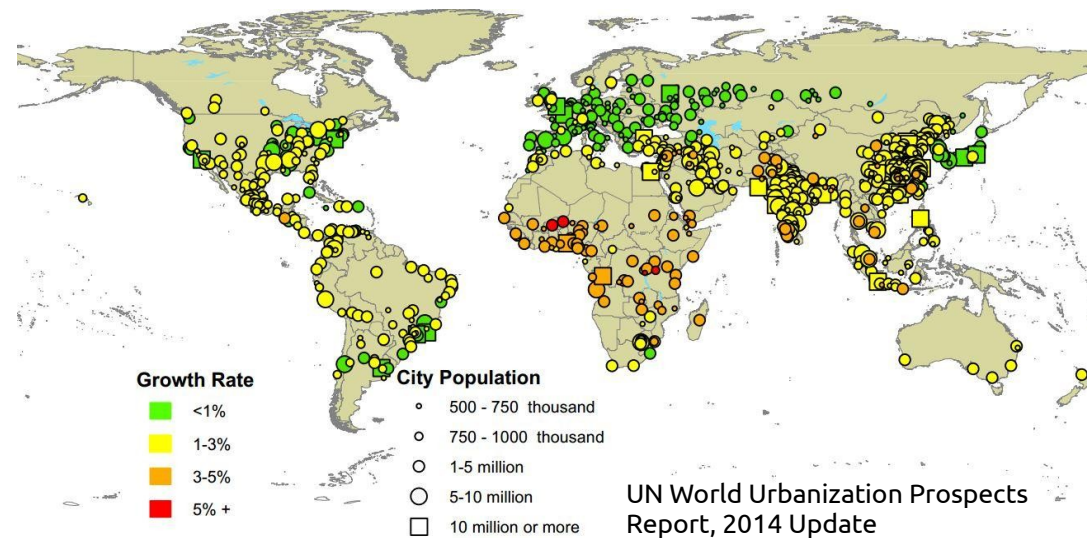 Growth Rate
<1%
1-3%
3-5%
5% +
City Population
500 - 750 thousand
750 - 1000 thousand
1-5 million
5-10 million
10 million or more
UN World Urbanization Prospects
Report, 2014 Update